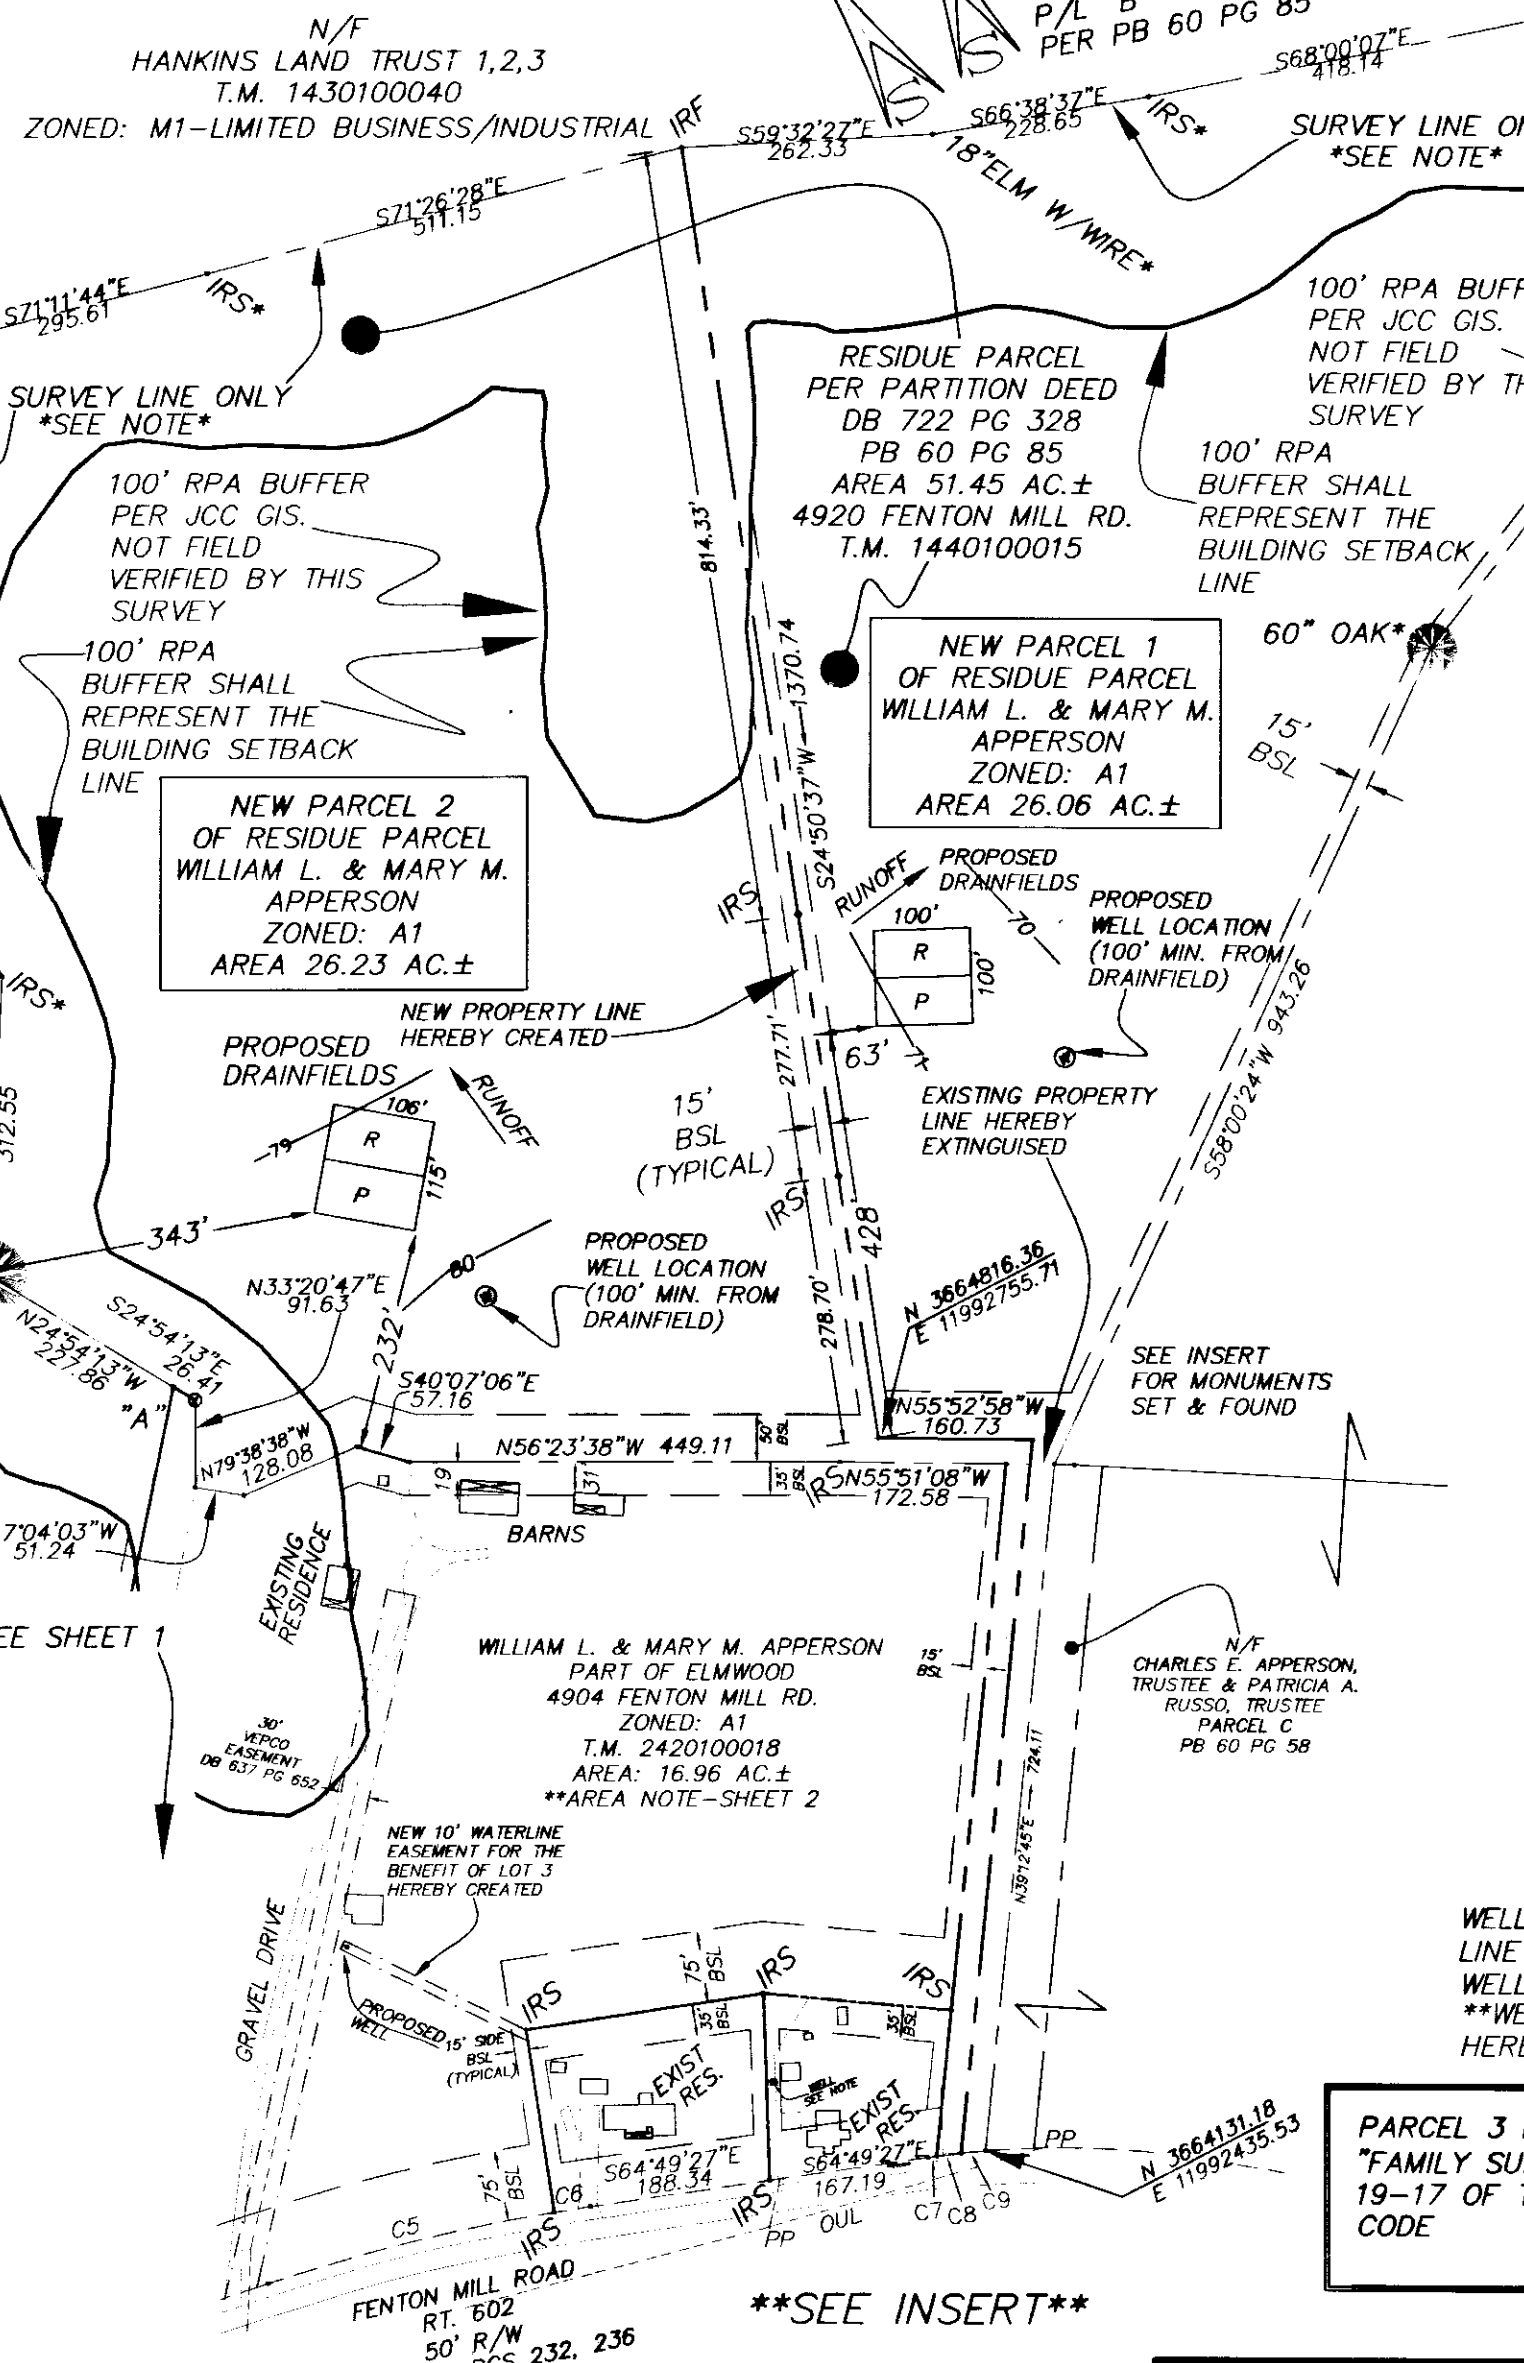 N/F
HANKINS LAND TRUST 1,2,3
T.M. 1430100040
ZONED: M1-LIMITED BUSINESS/INDUSTRIAL
IRF
P/L "B"
PER PB 60 PG 85
S59°32'27"E
262.33
S66°38'37"E
228.65
S68°00'07"E
418.14
IRS*
SURVEY LINE ON
*SEE NOTE*
18"ELM W/WIRE*
S71°26'28"E
511.15
S71°11'44"E
295.61
IRS*
SURVEY LINE ONLY
*SEE NOTE*
100' RPA BUFFER
PER JCC GIS.
NOT FIELD
VERIFIED BY THIS
SURVEY
100' RPA
BUFFER SHALL
REPRESENT THE
BUILDING SETBACK
LINE
RESIDUE PARCEL
PER PARTITION DEED
DB 722 PG 328
PB 60 PG 85
AREA 51.45 AC.±
4920 FENTON MILL RD.
T.M. 1440100015
100' RPA BUFF
PER JCC GIS.
NOT FIELD
VERIFIED BY TH
SURVEY
100' RPA
BUFFER SHALL
REPRESENT THE
BUILDING SETBACK
LINE
814.33'
60" OAK*
15'
BSL
NEW PARCEL 1
OF RESIDUE PARCEL
WILLIAM L. & MARY M.
APPERSON
ZONED: A1
AREA 26.06 AC.±
NEW PARCEL 2
OF RESIDUE PARCEL
WILLIAM L. & MARY M.
APPERSON
ZONED: A1
AREA 26.23 AC.±
S24°50'37"W
1370.74
IRS
RUNOFF
PROPOSED
DRAINFIELDS
100'
R
P
100'
70
PROPOSED
WELL LOCATION
(100' MIN. FROM
DRAINFIELD)
IRS*
312.55
NEW PROPERTY LINE
HEREBY CREATED
PROPOSED
DRAINFIELDS
RUNOFF
106'
R
P
115'
79
277.71'
63'
71
15'
BSL
(TYPICAL)
IRS
EXISTING PROPERTY
LINE HEREBY
EXTINGUISED
S58°00'24"W 943.26
343'
N33°20'47"E
91.63
232'
80
PROPOSED
WELL LOCATION
(100' MIN. FROM
DRAINFIELD)
428'
278.70'
N 3664816.36
E 11992755.71
S24°54'13"E
26.41
N24°54'13"W
227.86
"A"
S40°07'06"E
57.16
SEE INSERT
FOR MONUMENTS
SET & FOUND
N79°38'38"W
128.08
N56°23'38"W 449.11
50'
BSL
N55°52'58"W
160.73
19
31
35'
BSL
IRS
N55°51'08"W
172.58
BARNS
7°04'03"W
51.24
EXISTING
RESIDENCE
EE SHEET 1
WILLIAM L. & MARY M. APPERSON
PART OF ELMWOOD
4904 FENTON MILL RD.
ZONED: A1
T.M. 2420100018
AREA: 16.96 AC.±
**AREA NOTE-SHEET 2
15'
BSL
N/F
CHARLES E. APPERSON,
TRUSTEE & PATRICIA A.
RUSSO, TRUSTEE
PARCEL C
PB 60 PG 58
30'
VEPCO
EASEMENT
DB 637 PG 652
N39°12'45"E
724.11
NEW 10' WATERLINE
EASEMENT FOR THE
BENEFIT OF LOT 3
HEREBY CREATED
GRAVEL DRIVE
WELL
LINE
WELL
**WE
HERE
75'
BSL
IRS
IRS
IRS
PROPOSED
WELL
15' SIDE
BSL
(TYPICAL)
35'
BSL
35'
BSL
EXIST
RES.
WELL
SEE NOTE
EXIST
RES.
75'
BSL
S64°49'27"E
188.34
S64°49'27"E
167.19
PP
N 3664131.18
E 11992435.53
C5
C6
IRS
IRS
PP
OUL
C7
C8
C9
PARCEL 3
"FAMILY SU
19-17 OF T
CODE
FENTON MILL ROAD
RT. 602
50' R/W
PGS 232, 236
**SEE INSERT**